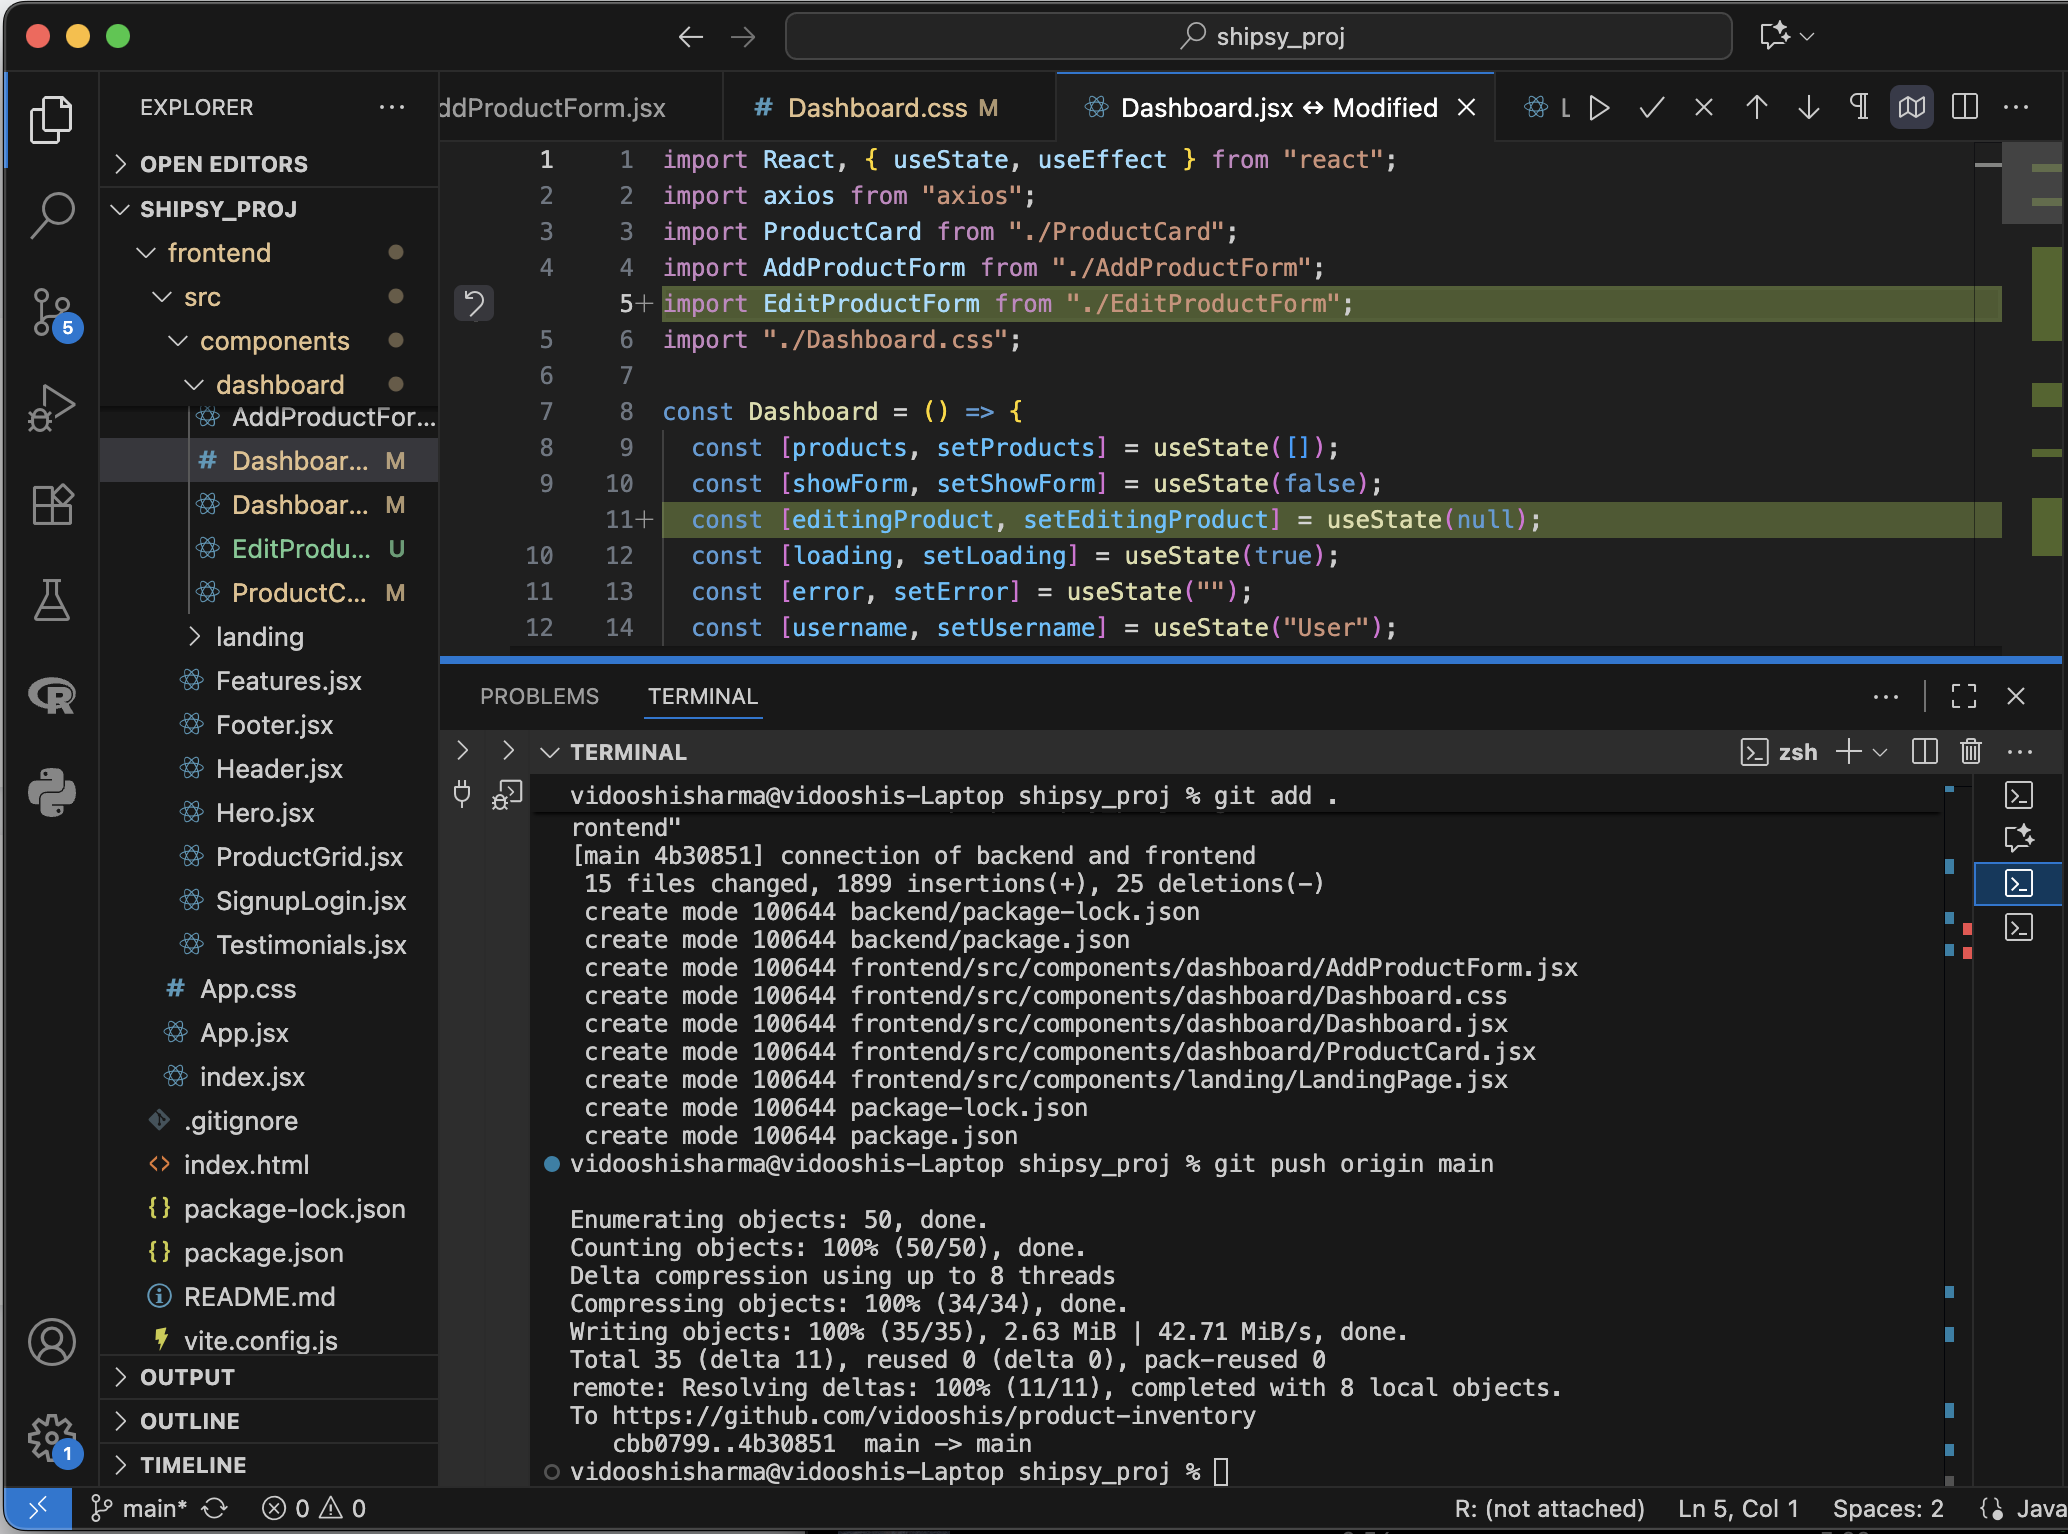 shipsy_proj
EXPLORER
OPEN EDITORS
SHIPSY_PROJ
frontend
src
components
dashboard
AddProductFor...
# Dashboar... M
Dashboar... M
EditProdu... U
ProductC... M
landing
Features.jsx
Footer.jsx
Header.jsx
Hero.jsx
ProductGrid.jsx
SignupLogin.jsx
Testimonials.jsx
# App.css
App.jsx
index.jsx
.gitignore
<> index.html
{} package-lock.json
{} package.json
README.md
vite.config.js
OUTPUT
OUTLINE
TIMELINE
5
1
ddProductForm.jsx
# Dashboard.css M
Dashboard.jsx ↔ Modified
L
1 1 import React, { useState, useEffect } from "react";
2 2 import axios from "axios";
3 3 import ProductCard from "./ProductCard";
4 4 import AddProductForm from "./AddProductForm";
5+ import EditProductForm from "./EditProductForm";
5 6 import "./Dashboard.css";
6 7
7 8 const Dashboard = () => {
8 9 const [products, setProducts] = useState([]);
9 10 const [showForm, setShowForm] = useState(false);
11+ const [editingProduct, setEditingProduct] = useState(null);
10 12 const [loading, setLoading] = useState(true);
11 13 const [error, setError] = useState("");
12 14 const [username, setUsername] = useState("User");
PROBLEMS TERMINAL
TERMINAL
zsh
vidooshisharma@vidooshis-Laptop shipsy_proj % git add .
rontend"
[main 4b30851] connection of backend and frontend
15 files changed, 1899 insertions(+), 25 deletions(-)
create mode 100644 backend/package-lock.json
create mode 100644 backend/package.json
create mode 100644 frontend/src/components/dashboard/AddProductForm.jsx
create mode 100644 frontend/src/components/dashboard/Dashboard.css
create mode 100644 frontend/src/components/dashboard/Dashboard.jsx
create mode 100644 frontend/src/components/dashboard/ProductCard.jsx
create mode 100644 frontend/src/components/landing/LandingPage.jsx
create mode 100644 package-lock.json
create mode 100644 package.json
vidooshisharma@vidooshis-Laptop shipsy_proj % git push origin main
Enumerating objects: 50, done.
Counting objects: 100% (50/50), done.
Delta compression using up to 8 threads
Compressing objects: 100% (34/34), done.
Writing objects: 100% (35/35), 2.63 MiB | 42.71 MiB/s, done.
Total 35 (delta 11), reused 0 (delta 0), pack-reused 0
remote: Resolving deltas: 100% (11/11), completed with 8 local objects.
To https://github.com/vidooshis/product-inventory
cbb0799..4b30851 main -> main
vidooshisharma@vidooshis-Laptop shipsy_proj %
main* 0 0
R: (not attached) Ln 5, Col 1 Spaces: 2 Java